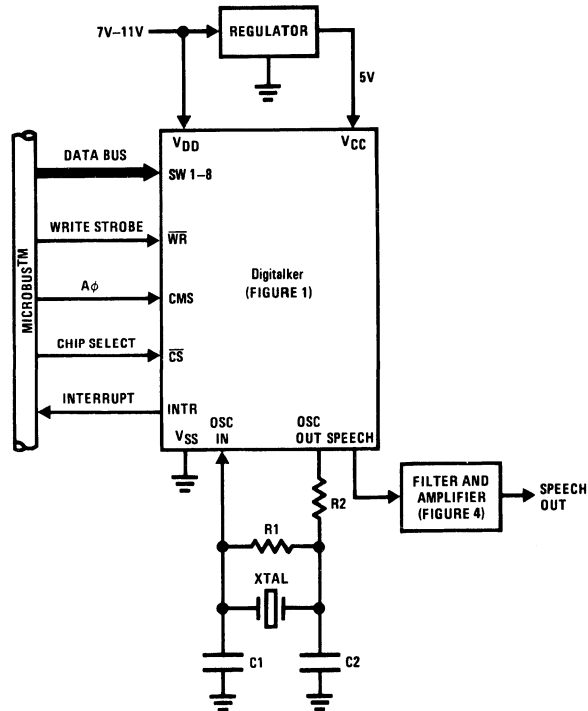 7V–11V
REGULATOR
5V
VDD
VCC
DATA BUS
SW 1–8
WRITE STROBE
WR
MICROBUS™
Aϕ
CMS
Digitalker
(FIGURE 1)
CHIP SELECT
CS
INTERRUPT
INTR
VSS
OSC
IN
OSC
OUT
SPEECH
R2
FILTER AND
AMPLIFIER
(FIGURE 4)
SPEECH
OUT
R1
XTAL
C1
C2